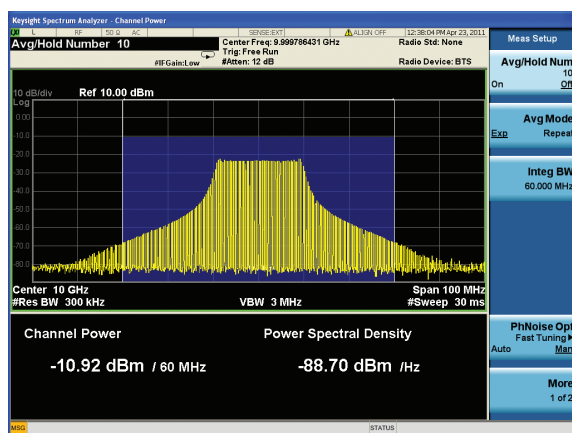 Keysight Spectrum Analyzer - Channel Power
L RF 50 Ω AC SENSE:EXT ALIGN OFF 12:38:04 PM Apr 23, 2011
Avg/Hold Number 10
Center Freq: 9.999786431 GHz
Radio Std: None
Trig: Free Run
#IFGain:Low
#Atten: 12 dB
Radio Device: BTS
10 dB/div Ref 10.00 dBm
Log
0.00
-10.0
-20.0
-30.0
-40.0
-50.0
-60.0
-70.0
-80.0
Center 10 GHz
Span 100 MHz
#Res BW 300 kHz
VBW 3 MHz
#Sweep 30 ms
Channel Power
Power Spectral Density
-10.92 dBm / 60 MHz
-88.70 dBm /Hz
MSG
STATUS
Meas Setup
Avg/Hold Num
10
On Off
Avg Mode
Exp Repeat
Integ BW
60.000 MHz
PhNoise Opt
Fast Tuning
Auto Man
More
1 of 2